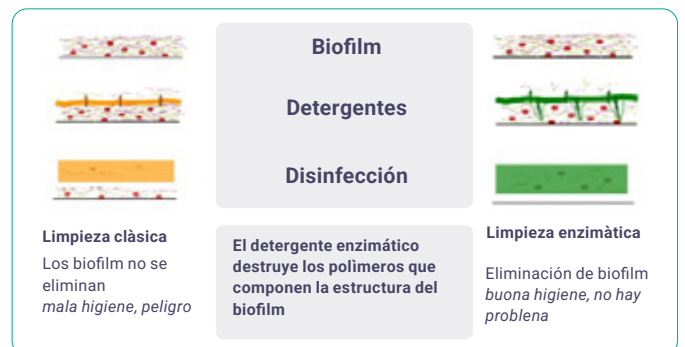 Biofilm
Detergentes
Disinfección
Limpieza clàsica
Los biofilm no se
eliminan
mala higiene, peligro
El detergente enzimático
destruye los polìmeros que
componen la estructura del
biofilm
Limpieza enzimàtica
Eliminación de biofilm
buona higiene, no hay
problena